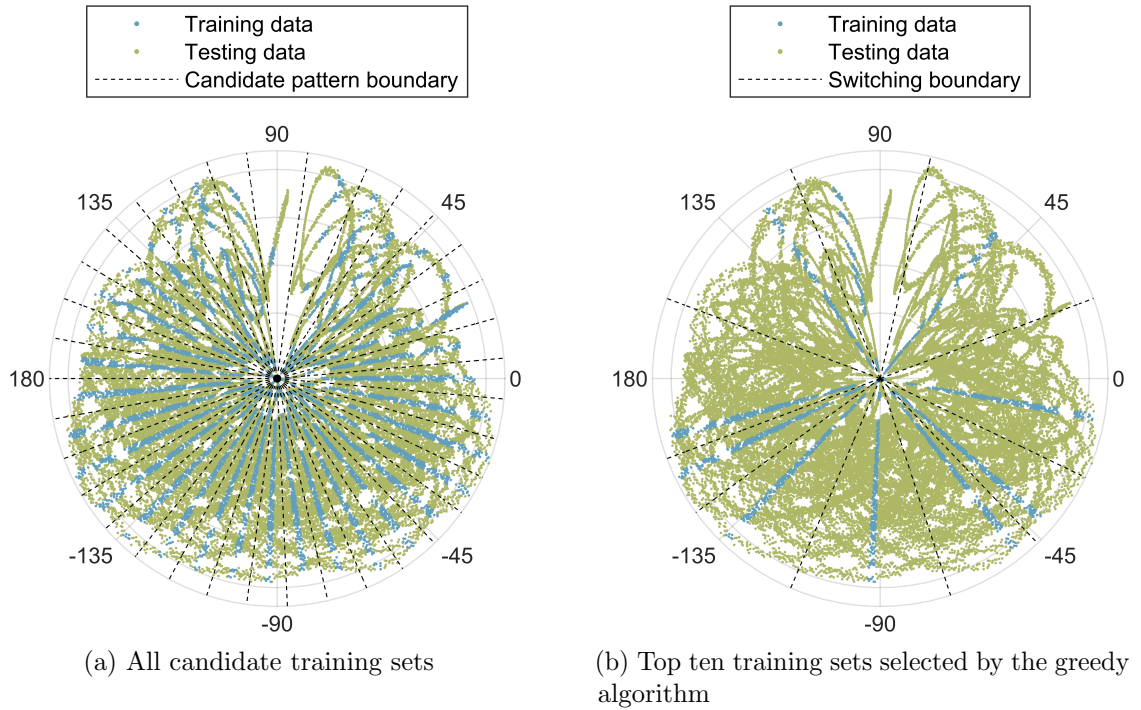 Training data
Testing data
Candidate pattern boundary
90
135
45
180
0
-135
-45
-90
(a) All candidate training sets
Training data
Testing data
Switching boundary
90
135
45
180
0
-135
-45
-90
(b) Top ten training sets selected by the greedy
algorithm